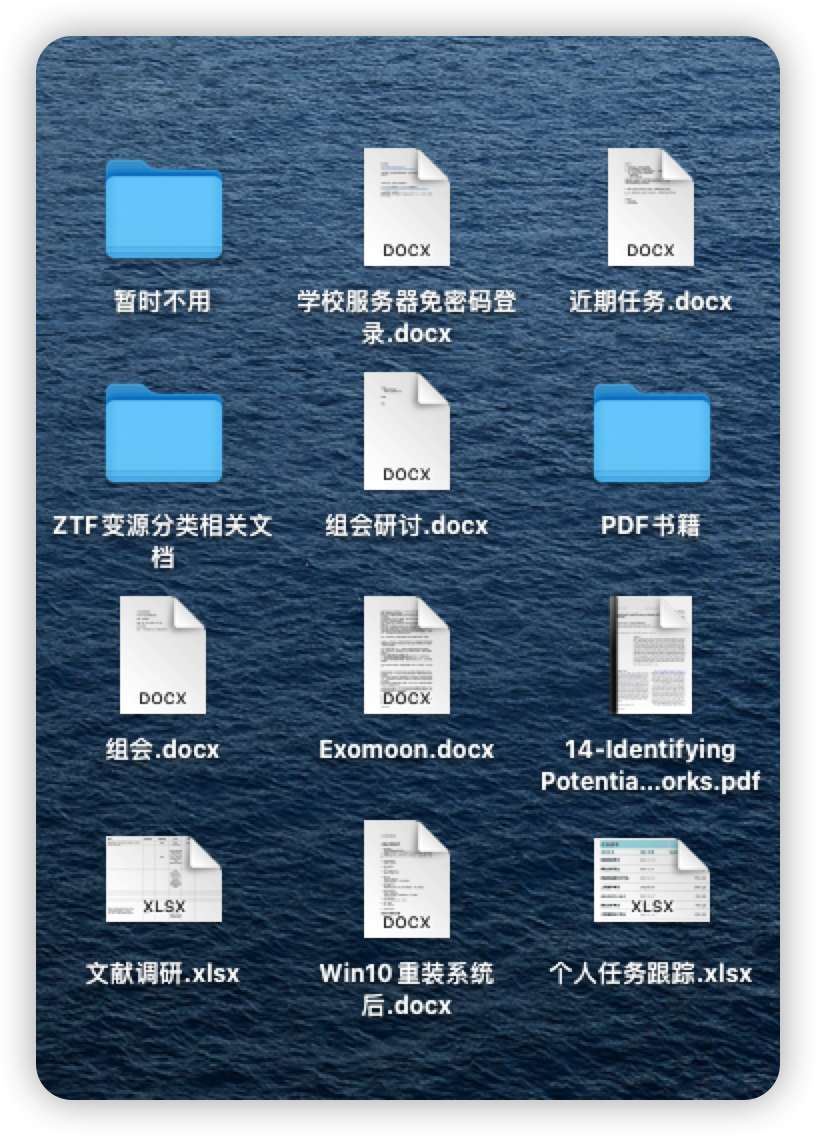 DOCX
DOCX
暂时不用
学校服务器免密码登
录.docx
近期任务.docx
DOCX
ZTF变源分类相关文
档
组会研讨.docx
PDF书籍
DOCX
DOCX
组会.docx
Exomoon.docx
14-Identifying
Potentia...orks.pdf
XLSX
DOCX
XLSX
文献调研.xlsx
Win10重装系统
后.docx
个人任务跟踪.xlsx